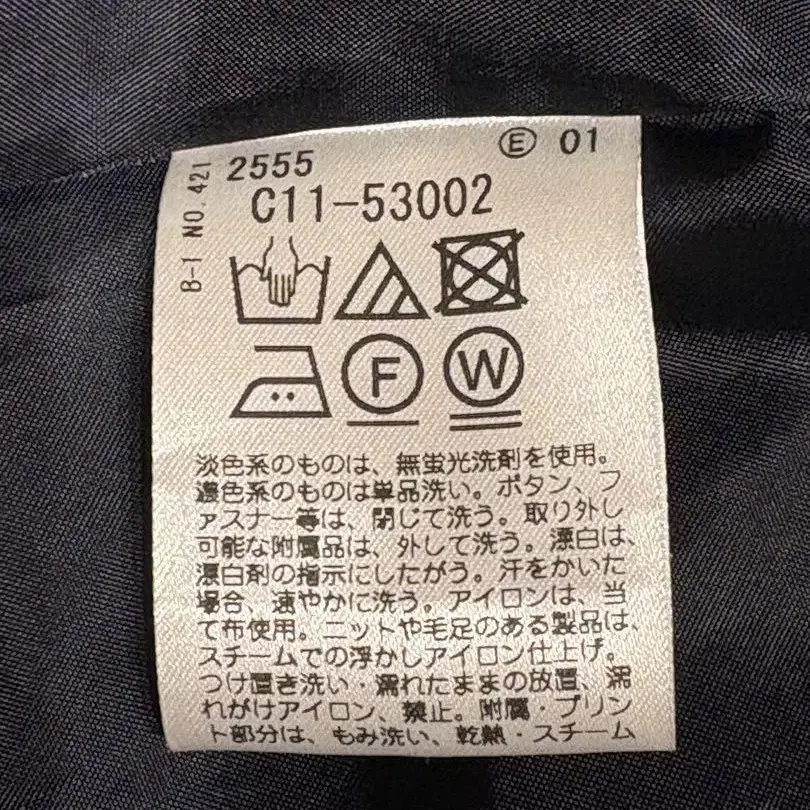 B-1 NO. 421
2555
Ⓔ 01
C11-53002
F
W
淡色系のものは、無蛍光洗剤を使用。
濃色系のものは単品洗い。ボタン、フ
ァスナー等は、閉じて洗う。取り外し
可能な附属品は、外して洗う。漂白は、
漂白剤の指示にしたがう。汗をかいた
場合、速やかに洗う。アイロンは、当
て布使用。ニットや毛足のある製品は、
スチームでの浮かしアイロン仕上げ。
つけ置き洗い・濡れたままの放置、濡
れがけアイロン、禁止。附属・プリン
ト部分は、もみ洗い、乾熱・スチーム